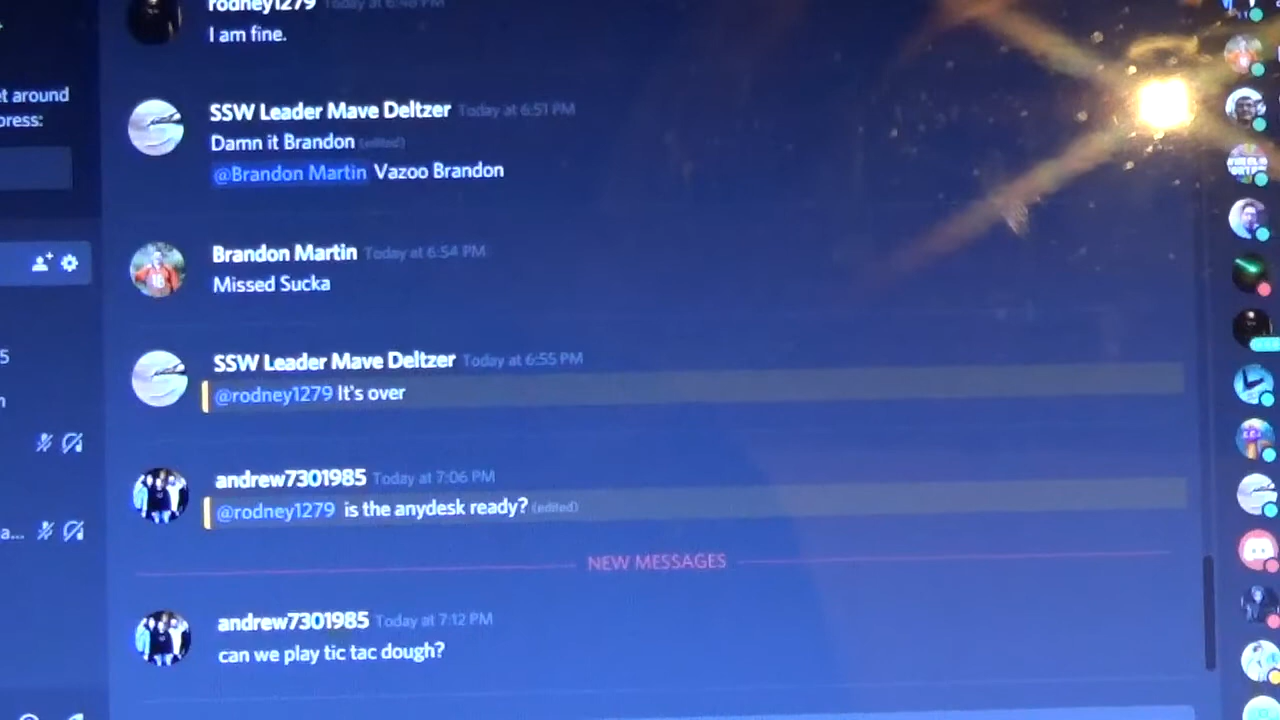 rodney1279 Today at 6:48 PM
I am fine.
et around
press:
SSW Leader Mave Deltzer Today at 6:51 PM
Damn it Brandon (edited)
@Brandon Martin Vazoo Brandon
Brandon Martin Today at 6:54 PM
Missed Sucka
SSW Leader Mave Deltzer Today at 6:55 PM
@rodney1279 It's over
andrew7301985 Today at 7:06 PM
@rodney1279 is the anydesk ready? (edited)
NEW MESSAGES
andrew7301985 Today at 7:12 PM
can we play tic tac dough?
5
a...